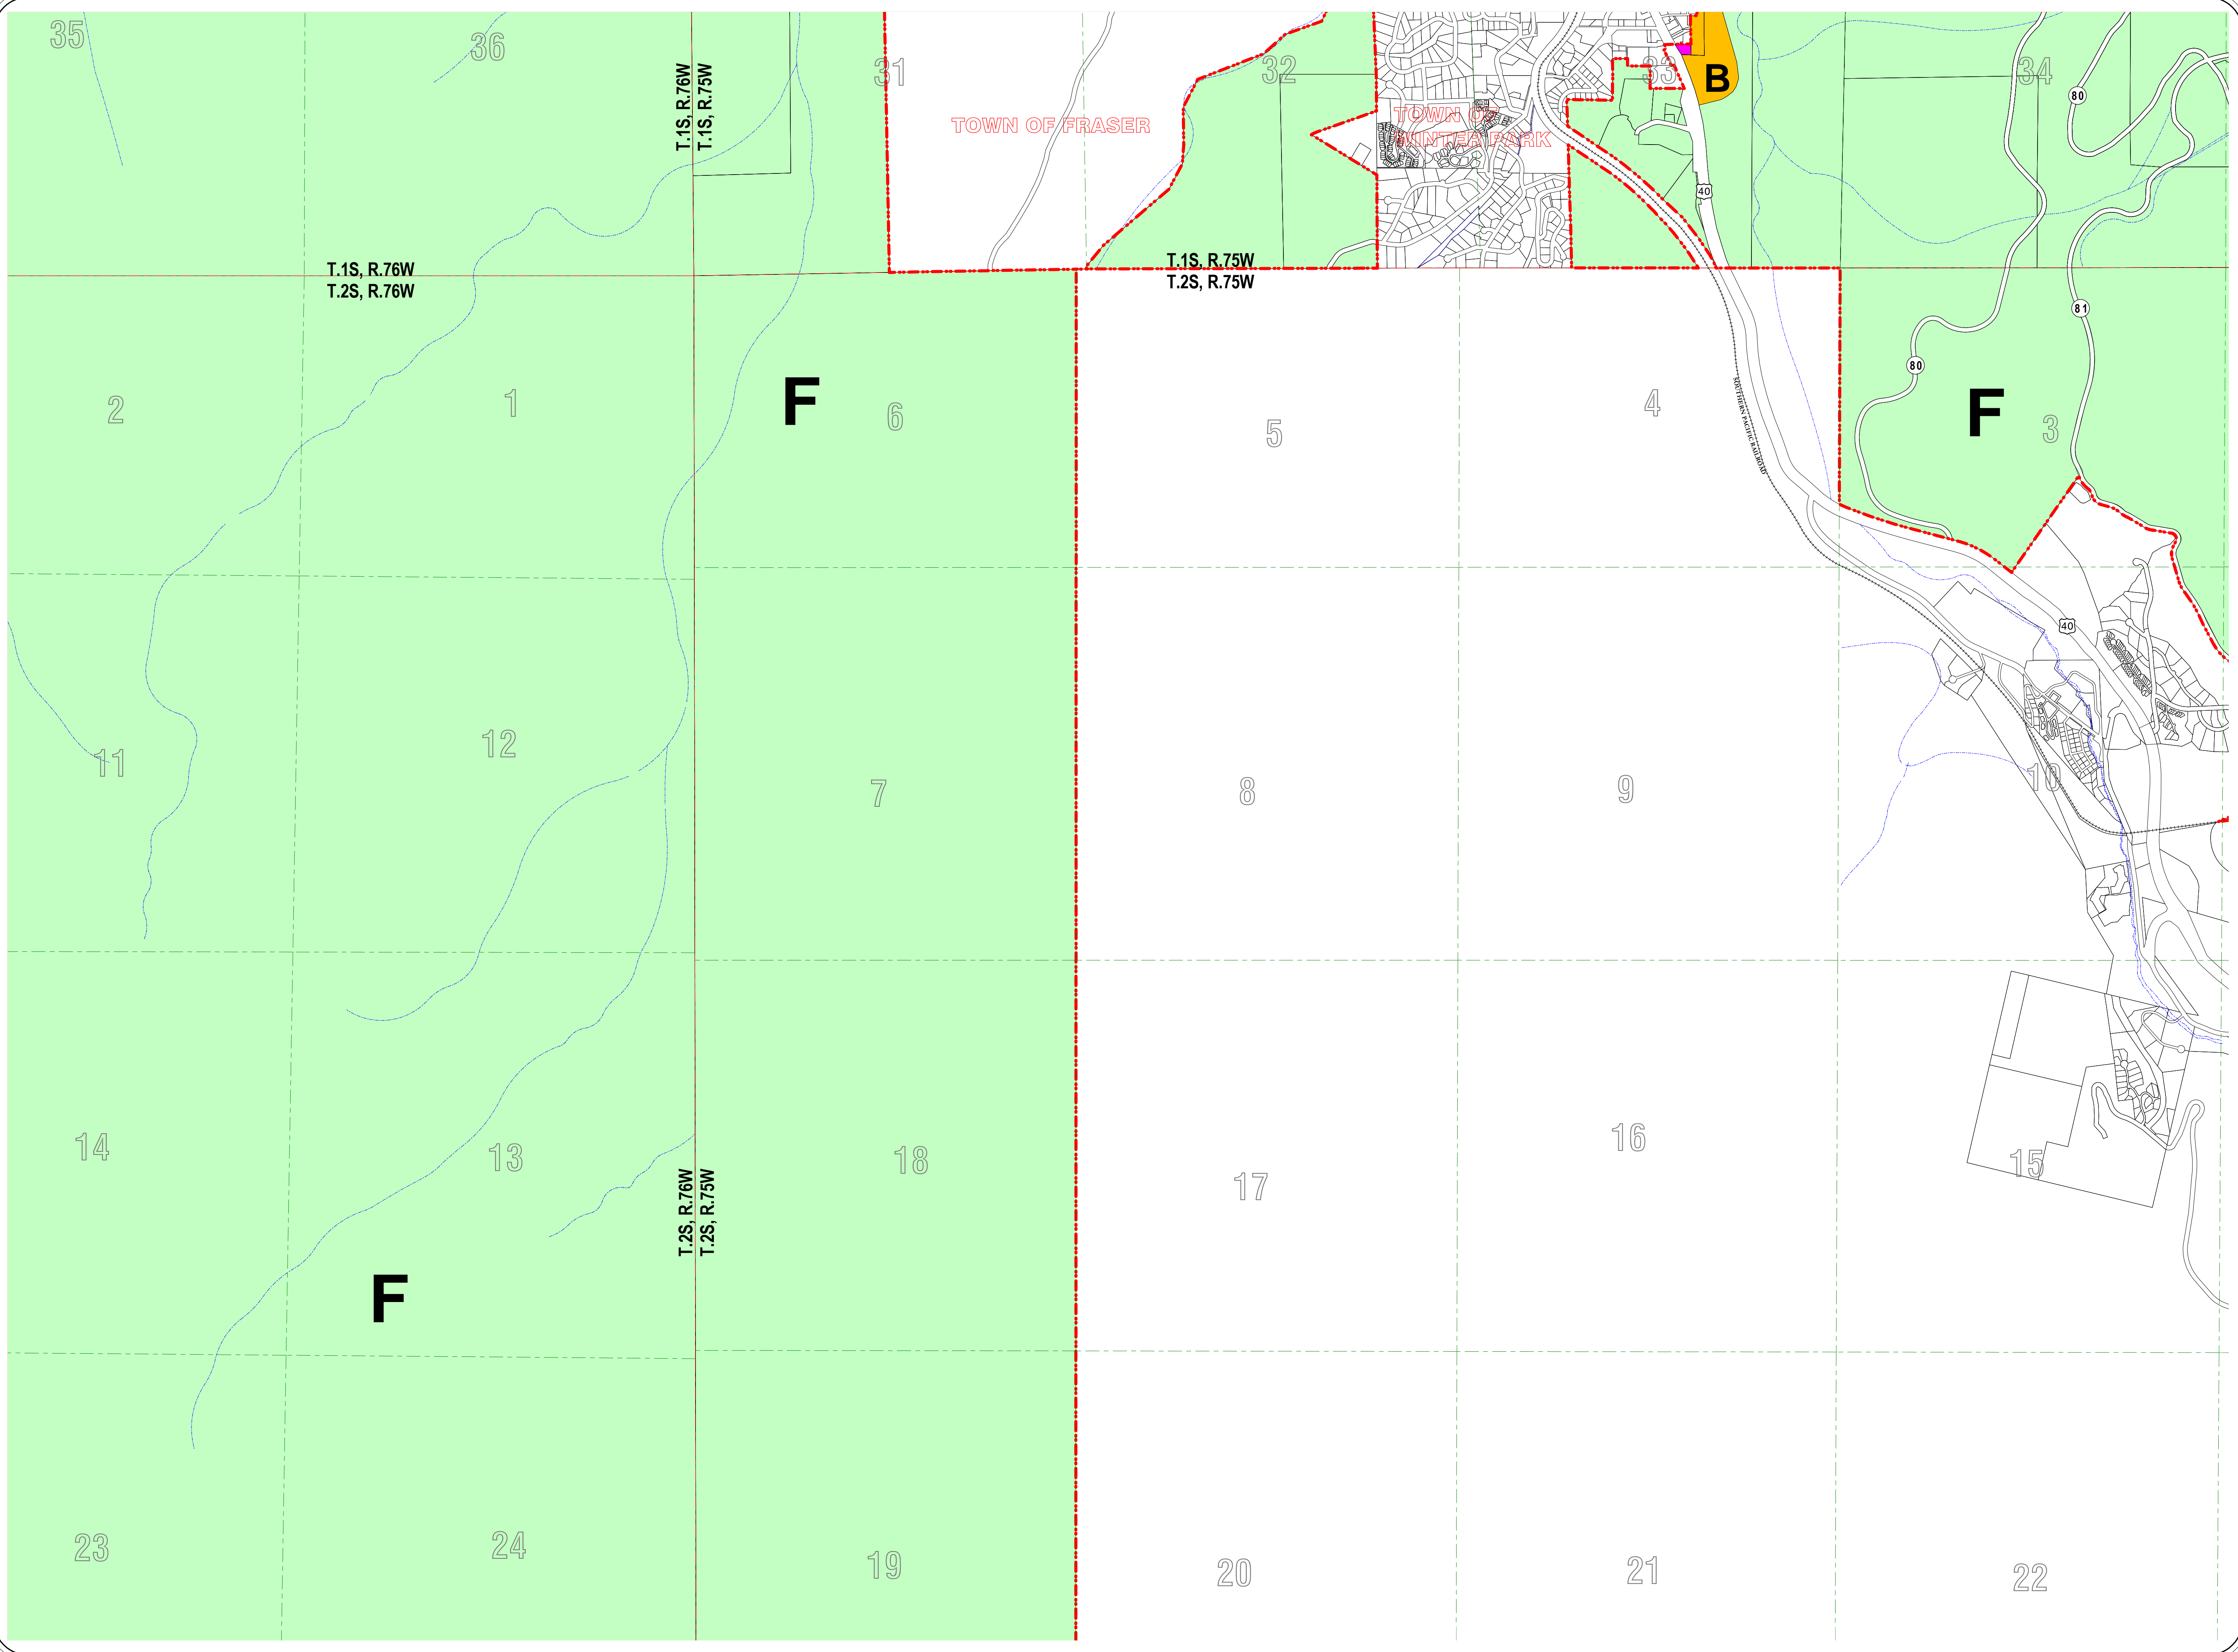 35
36
31
32
33
34
B
80
T.1S, R.76W
T.1S, R.75W
TOWN OF FRASER
TOWN OF
WINTER PARK
40
T.1S, R.76W
T.2S, R.76W
T.1S, R.75W
T.2S, R.75W
81
80
2
1
F
6
5
4
F
3
SOUTHERN PACIFIC RAILROAD
40
11
12
7
8
9
10
14
13
18
17
16
15
T.2S, R.76W
T.2S, R.75W
F
23
24
19
20
21
22